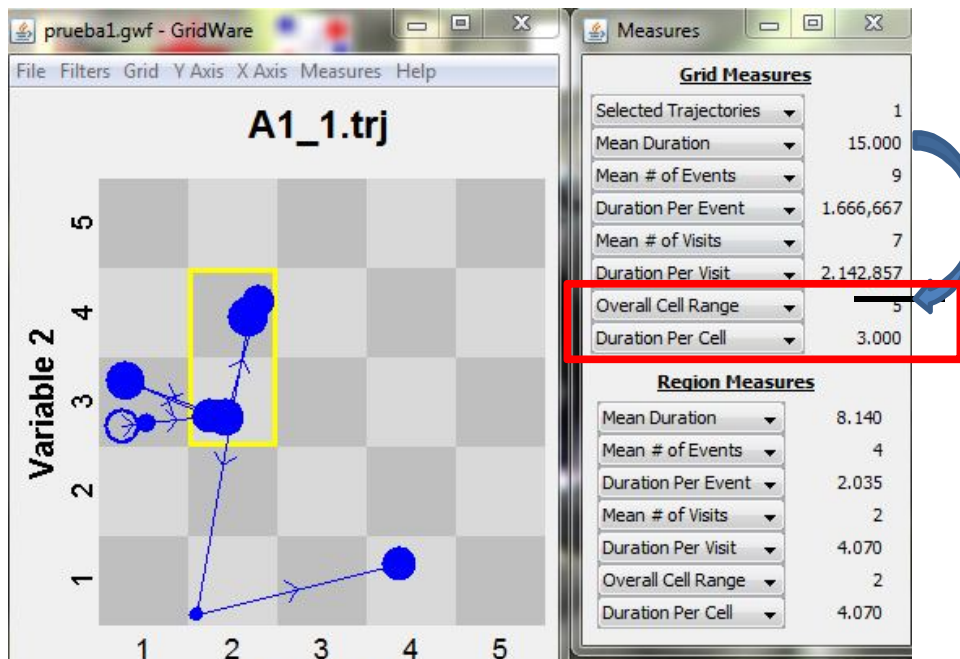 prueba1.gwf - GridWare
File Filters Grid Y Axis X Axis Measures Help
A1_1.trj
Variable 2
5
4
3
2
1
1 2 3 4 5
Measures
Grid Measures
Selected Trajectories 1
Mean Duration 15.000
Mean # of Events 9
Duration Per Event 1.666,667
Mean # of Visits 7
Duration Per Visit 2.142,857
Overall Cell Range 5
Duration Per Cell 3.000
Region Measures
Mean Duration 8.140
Mean # of Events 4
Duration Per Event 2.035
Mean # of Visits 2
Duration Per Visit 4.070
Overall Cell Range 2
Duration Per Cell 4.070